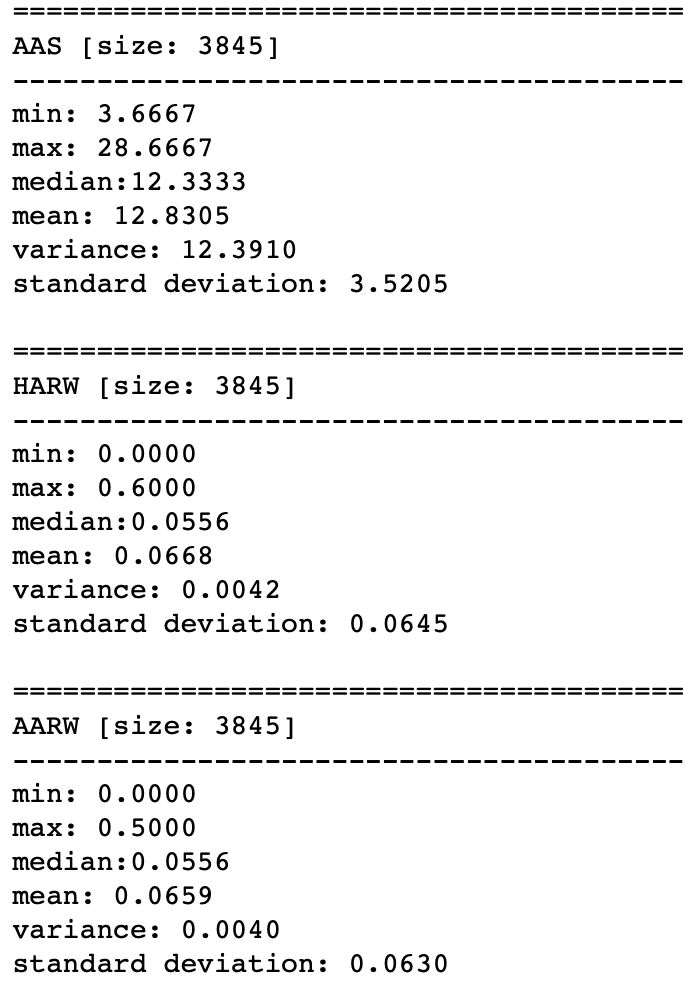 ========================================
AAS [size: 3845]
----------------------------------------
min: 3.6667
max: 28.6667
median:12.3333
mean: 12.8305
variance: 12.3910
standard deviation: 3.5205
========================================
HARW [size: 3845]
----------------------------------------
min: 0.0000
max: 0.6000
median:0.0556
mean: 0.0668
variance: 0.0042
standard deviation: 0.0645
========================================
AARW [size: 3845]
----------------------------------------
min: 0.0000
max: 0.5000
median:0.0556
mean: 0.0659
variance: 0.0040
standard deviation: 0.0630